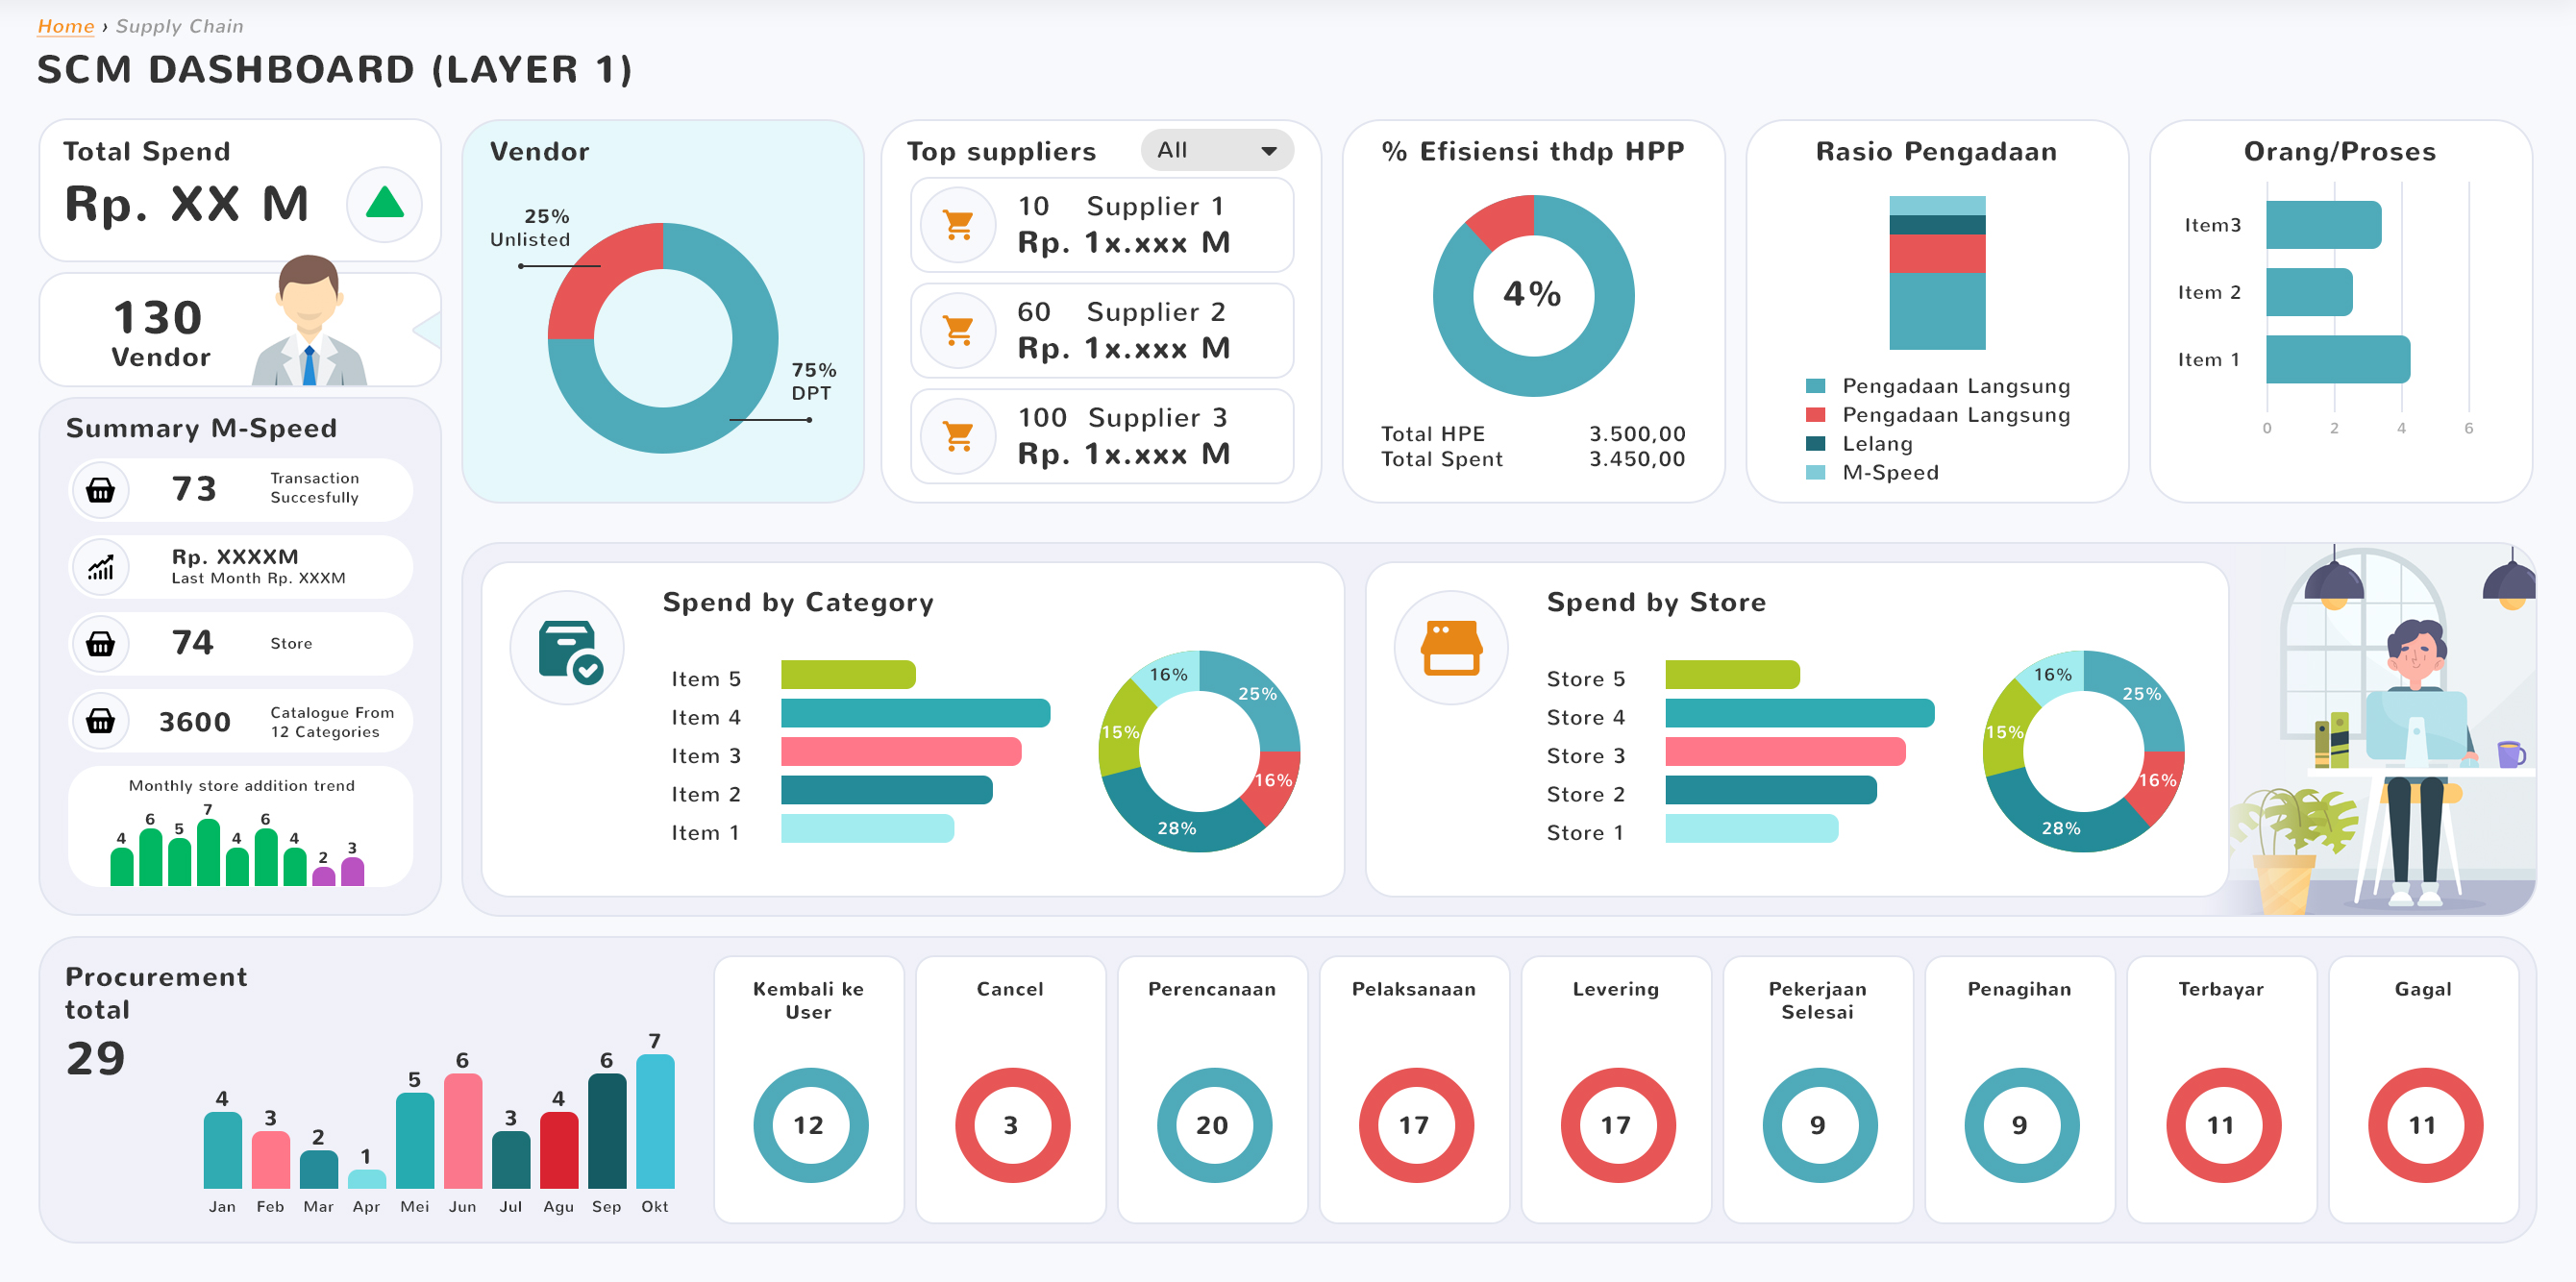 Home › Supply Chain
SCM DASHBOARD (LAYER 1)
Total Spend
Rp. XX M
130
Vendor
Summary M-Speed
73
Transaction
Succesfully
Rp. XXXXM
Last Month Rp. XXXM
74
Store
3600
Catalogue From
12 Categories
Monthly store addition trend
4 6 5 7 4 6 4 2 3
Vendor
25%
Unlisted
75%
DPT
Top suppliers
All
10 Supplier 1
Rp. 1x.xxx M
60 Supplier 2
Rp. 1x.xxx M
100 Supplier 3
Rp. 1x.xxx M
% Efisiensi thdp HPP
4%
Total HPE 3.500,00
Total Spent 3.450,00
Rasio Pengadaan
Pengadaan Langsung
Pengadaan Langsung
Lelang
M-Speed
Orang/Proses
Item3
Item 2
Item 1
0 2 4 6
Spend by Category
Item 5
Item 4
Item 3
Item 2
Item 1
16%
25%
15%
16%
28%
Spend by Store
Store 5
Store 4
Store 3
Store 2
Store 1
16%
25%
15%
16%
28%
Procurement
total
29
4 3 2 1 5 6 3 4 6 7
Jan Feb Mar Apr Mei Jun Jul Agu Sep Okt
Kembali ke
User
12
Cancel
3
Perencanaan
20
Pelaksanaan
17
Levering
17
Pekerjaan
Selesai
9
Penagihan
9
Terbayar
11
Gagal
11